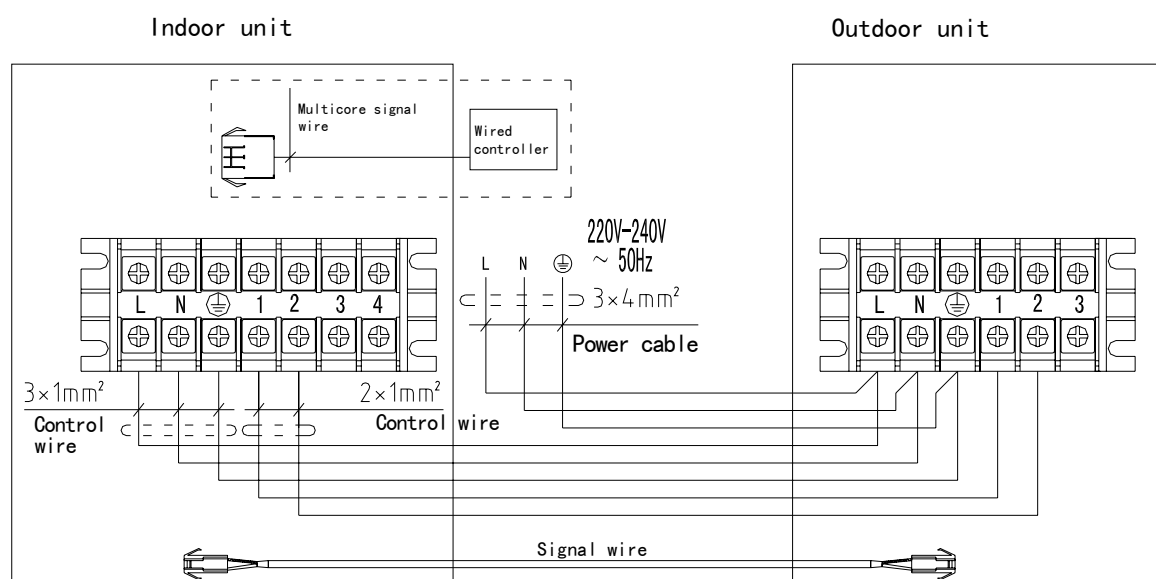 Indoor unit
Outdoor unit
Multicore signal
wire
Wired
controller
220V-240V
~ 50Hz
L N
3×4mm²
Power cable
L N 1 2 3 4
L N 1 2 3
3×1mm²
Control
wire
2×1mm²
Control wire
Signal wire